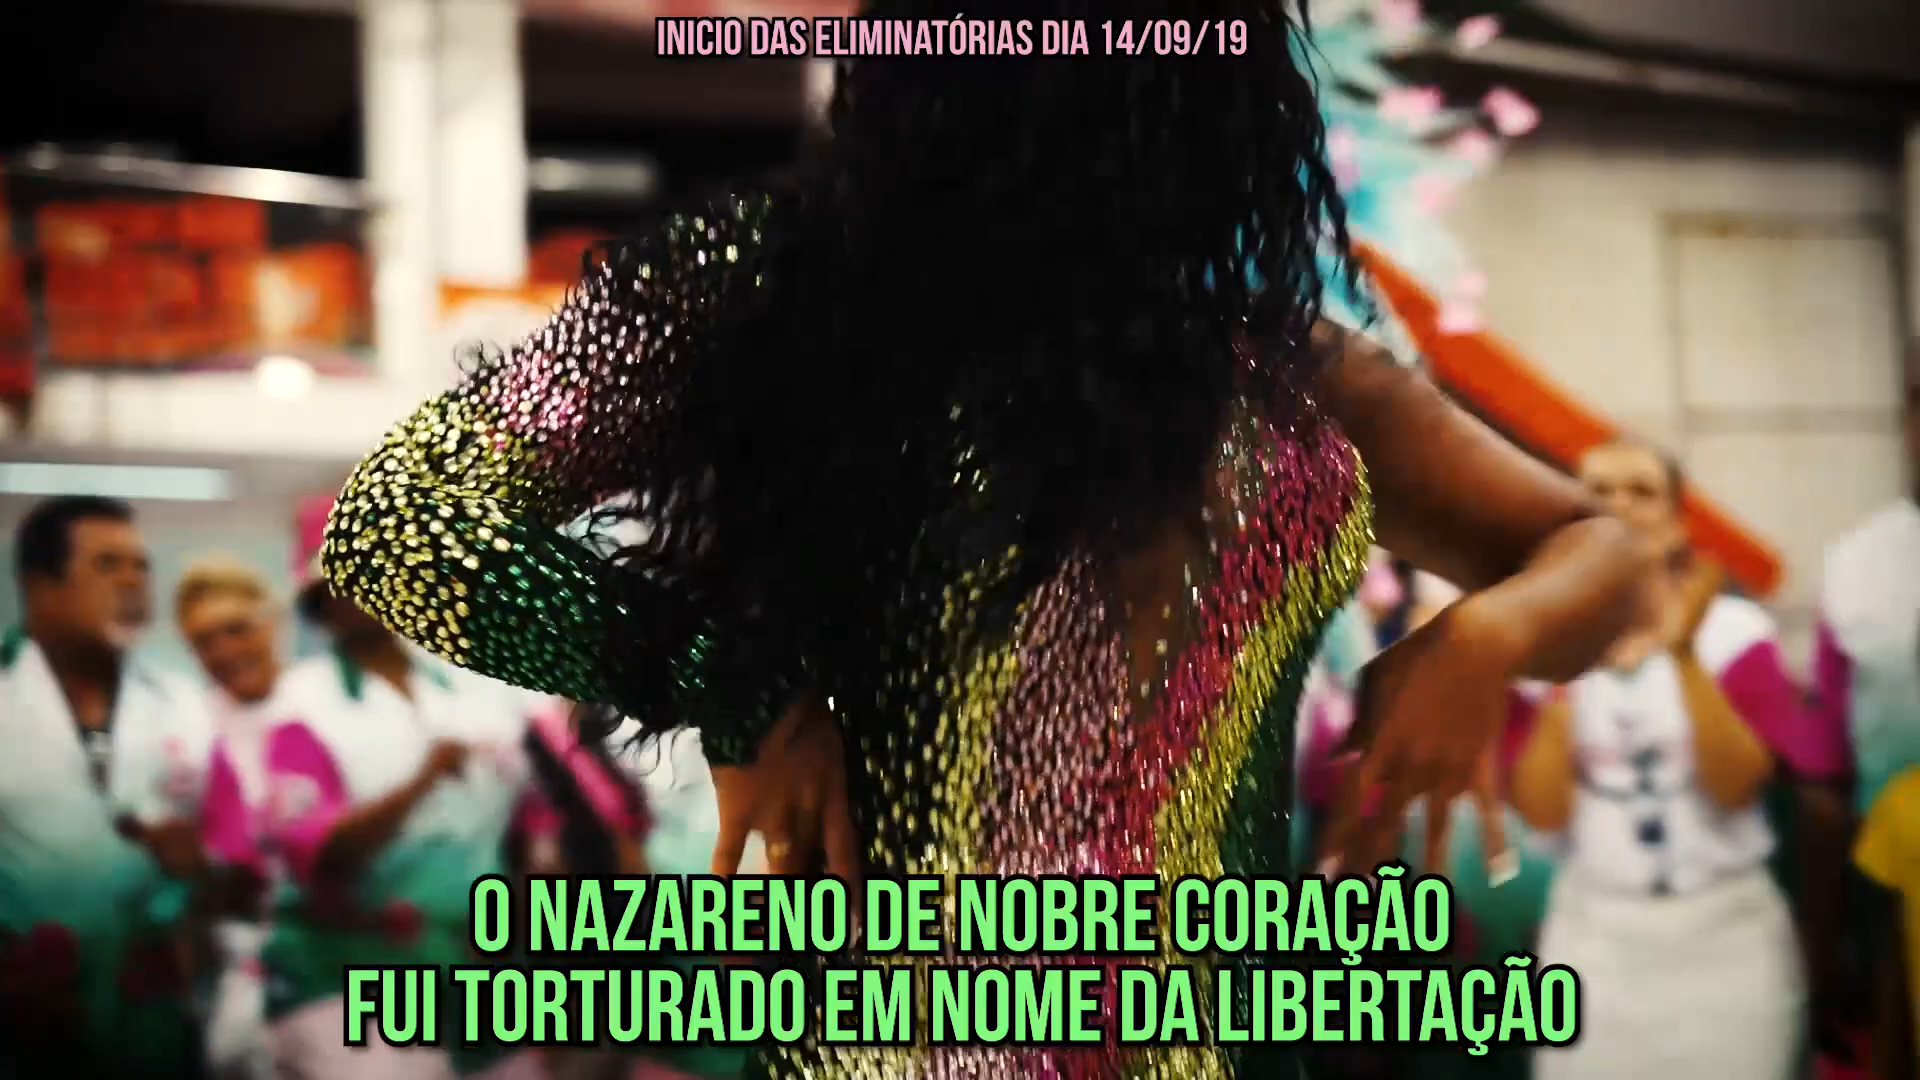 INICIO DAS ELIMINATÓRIAS DIA 14/09/19
O NAZARENO DE NOBRE CORAÇÃO
FUI TORTURADO EM NOME DA LIBERTAÇÃO